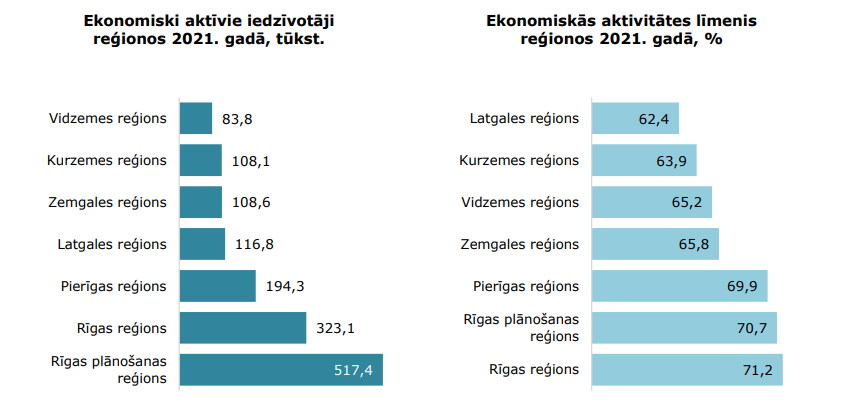 Ekonomiski aktīvie iedzīvotāji
reģionos 2021. gadā, tūkst.
Vidzemes reģions 83,8
Kurzemes reģions 108,1
Zemgales reģions 108,6
Latgales reģions 116,8
Pierīgas reģions 194,3
Rīgas reģions 323,1
Rīgas plānošanas
reģions 517,4
Ekonomiskās aktivitātes līmenis
reģionos 2021. gadā, %
Latgales reģions 62,4
Kurzemes reģions 63,9
Vidzemes reģions 65,2
Zemgales reģions 65,8
Pierīgas reģions 69,9
Rīgas plānošanas
reģions 70,7
Rīgas reģions 71,2